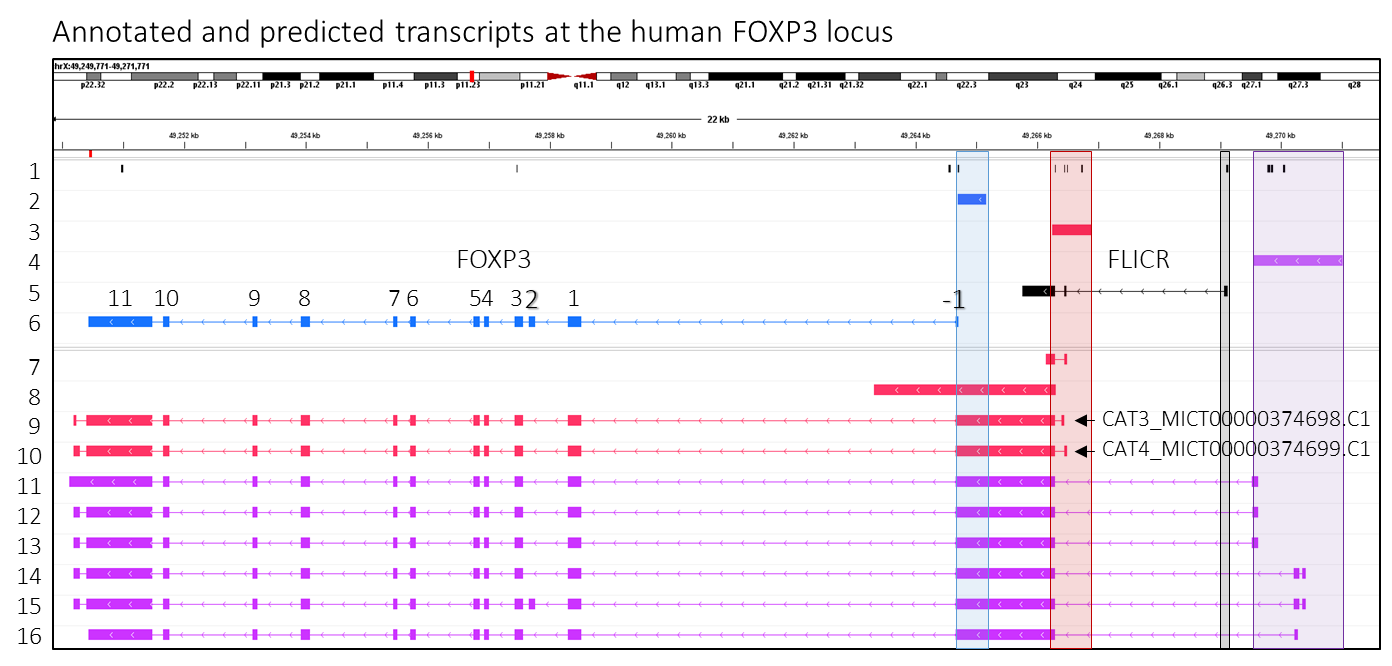 Annotated and predicted transcripts at the human FOXP3 locus
hrX:49,249,771-49,271,771
p22.32 p22.2 p22.13 p22.11 p21.3 p21.2 p21.1 p11.4 p11.3 p11.23 p11.21 q11.1 q12 q13.1 q13.3 q21.1 q21.2 q21.31 q21.32 q22.1 q22.3 q23 q24 q25 q26.1 q26.3 q27.1 q27.3 q28
22 kb
49,252 kb 49,254 kb 49,256 kb 49,258 kb 49,260 kb 49,262 kb 49,264 kb 49,266 kb 49,268 kb 49,270 kb
1
2
3
FOXP3 FLICR
4
5 11 10 9 8 7 6 5 4 3 2 1 -1
6
7
8
9 CAT3_MICT00000374698.C1
10 CAT4_MICT00000374699.C1
11
12
13
14
15
16